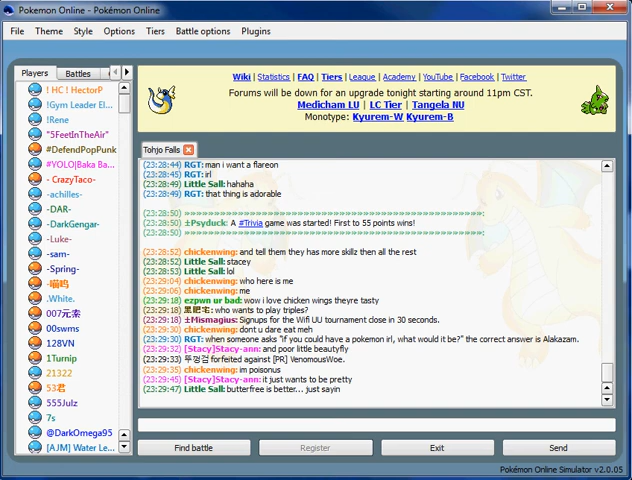 Pokemon Online - Pokémon Online
File Theme Style Options Tiers Battle options Plugins
Players Battles
Wiki | Statistics | FAQ | Tiers | League | Academy | YouTube | Facebook | Twitter
Forums will be down for an upgrade tonight starting around 11pm CST.
Medicham LU | LC Tier | Tangela NU
Monotype: Kyurem-W Kyurem-B
! HC ! HectorP
!Gym Leader El...
!Rene
"5FeetInTheAir"
#DefendPopPunk
#YOLO|Baka Ba...
- CrazyTaco-
-achilles-
-DAR-
-DarkGengar-
-Luke-
-sam-
-Spring-
.White.
007元素
00swms
128VN
1Turnip
21322
53君
555Julz
7s
@DarkOmega95
[AJM] Water Le...
Tohjo Falls
(23:28:44) RGT: man i want a flareon
(23:28:45) RGT: irl
(23:28:49) Little Sall: hahaha
(23:28:49) RGT: that thing is adorable
(23:28:50) »»»»»»»»»»»»»»»»»»»»»»»»»»»»»»»»»»»»:
(23:28:50) ±Psyduck: A #Trivia game was started! First to 55 points wins!
(23:28:50) »»»»»»»»»»»»»»»»»»»»»»»»»»»»»»»»»»»»:
(23:28:52) chickenwing: and tell them they has more skillz then all the rest
(23:28:52) Little Sall: stacey
(23:28:53) Little Sall: lol
(23:29:04) chickenwing: who here is me
(23:29:06) chickenwing: me
(23:29:18) ezpwn ur bad: wow i love chicken wings theyre tasty
(23:29:18) 黑肥宅: who wants to play triples?
(23:29:18) ±Mismagius: Signups for the Wifi UU tournament close in 30 seconds.
(23:29:30) chickenwing: dont u dare eat meh
(23:29:30) RGT: when someone asks "if you could have a pokemon irl, what would it be?" the correct answer is Alakazam.
(23:29:32) [Stacy]Stacy-ann: and poor little beautyfly
(23:29:33) 뚜껑검 forfeited against [PR] VenomousWoe.
(23:29:35) chickenwing: im poisonus
(23:29:45) [Stacy]Stacy-ann: it just wants to be pretty
(23:29:47) Little Sall: butterfree is better... just sayin
Find battle Register Exit Send
Pokémon Online Simulator v2.0.05